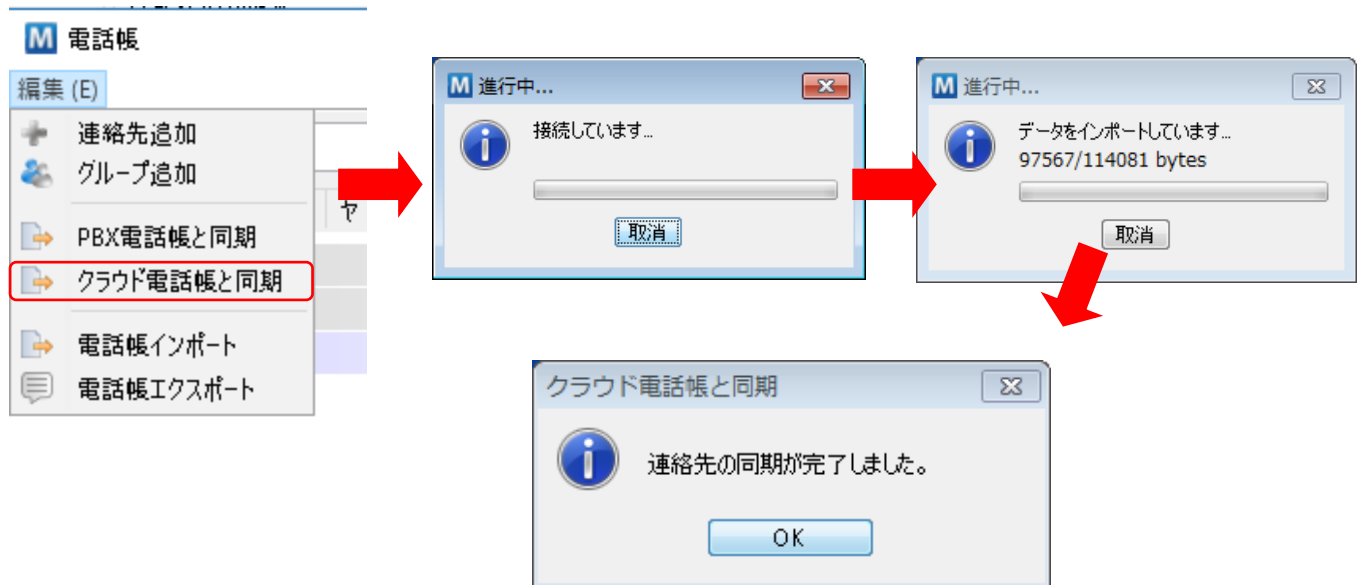 M 電話帳
編集 (E)
連絡先追加
グループ追加
ヤ
PBX電話帳と同期
クラウド電話帳と同期
電話帳インポート
電話帳エクスポート
M 進行中...
接続しています...
取消
M 進行中...
データをインポートしています...
97567/114081 bytes
取消
クラウド電話帳と同期
連絡先の同期が完了しました。
OK